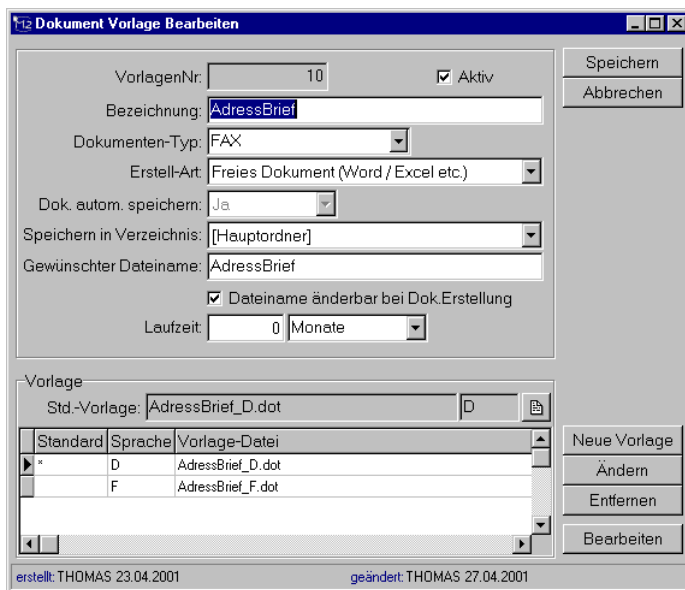 M2 Dokument Vorlage Bearbeiten
VorlagenNr: 10 Aktiv
Speichern
Bezeichnung: AdressBrief
Abbrechen
Dokumenten-Typ: FAX
Erstell-Art: Freies Dokument (Word / Excel etc.)
Dok. autom. speichern: Ja
Speichern in Verzeichnis: [Hauptordner]
Gewünschter Dateiname: AdressBrief
Dateiname änderbar bei Dok.Erstellung
Laufzeit: 0 Monate
Vorlage
Std.-Vorlage: AdressBrief_D.dot D
Standard Sprache Vorlage-Datei
* D AdressBrief_D.dot
F AdressBrief_F.dot
Neue Vorlage
Ändern
Entfernen
Bearbeiten
erstellt: THOMAS 23.04.2001 geändert: THOMAS 27.04.2001